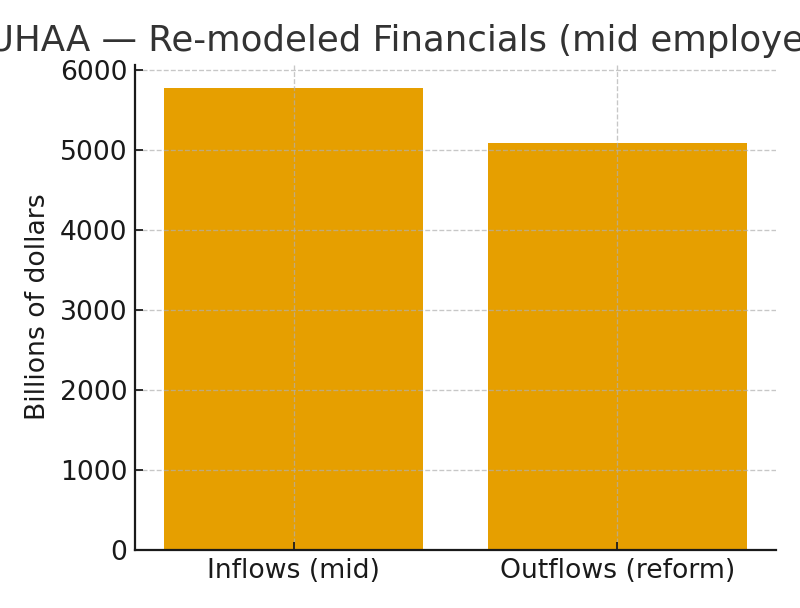 UHAA — Re-modeled Financials (mid employe
6000
5000
4000
3000
2000
1000
0
Billions of dollars
Inflows (mid)
Outflows (reform)